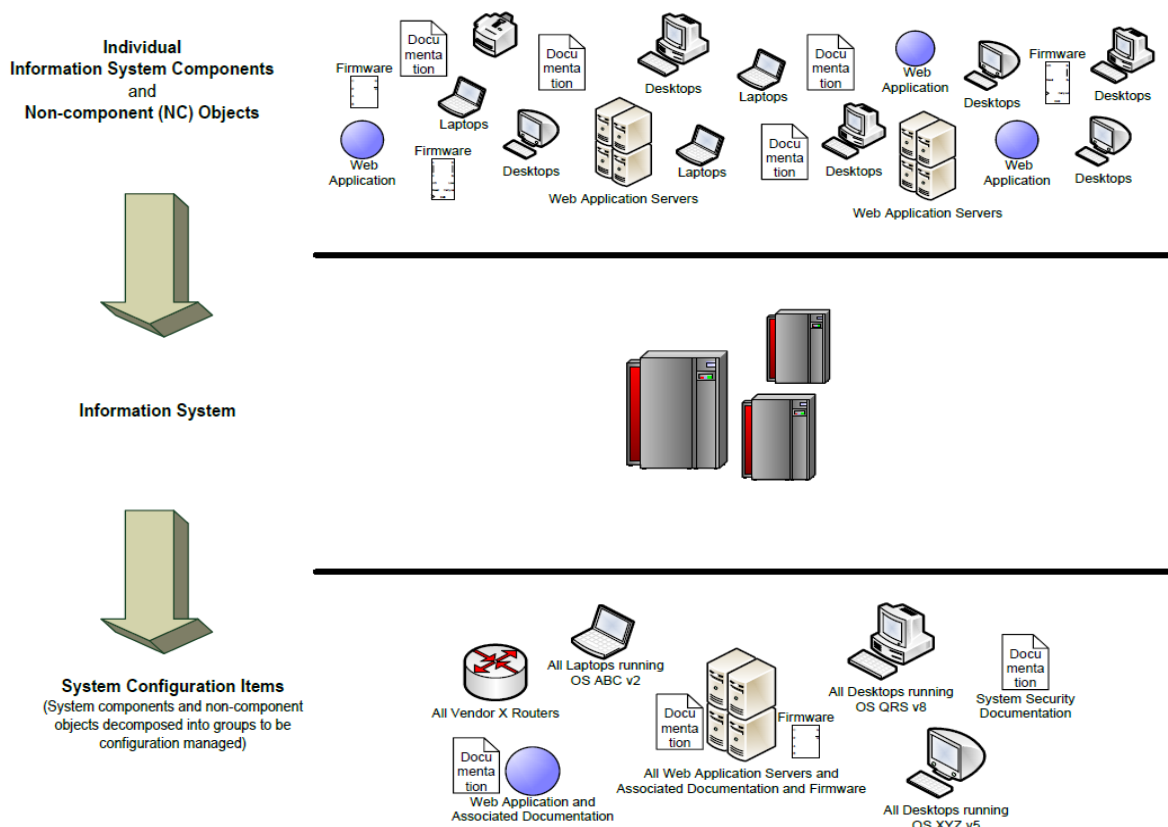 Individual
Information System Components
and
Non-component (NC) Objects
Firmware
Docu
menta
tion
Docu
menta
tion
Laptops
Desktops
Laptops
Docu
menta
tion
Web
Application
Desktops
Firmware
Desktops
Web
Application
Firmware
Desktops
Web Application Servers
Laptops
Docu
menta
tion
Desktops
Web Application Servers
Web
Application
Desktops
Information System
System Configuration Items
(System components and non-component
objects decomposed into groups to be
configuration managed)
All Vendor X Routers
All Laptops running
OS ABC v2
Docu
menta
tion
Firmware
All Web Application Servers and
Associated Documentation and Firmware
All Desktops running
OS QRS v8
Docu
menta
tion
System Security
Documentation
Docu
menta
tion
Web Application and
Associated Documentation
All Desktops running
OS XYZ v5